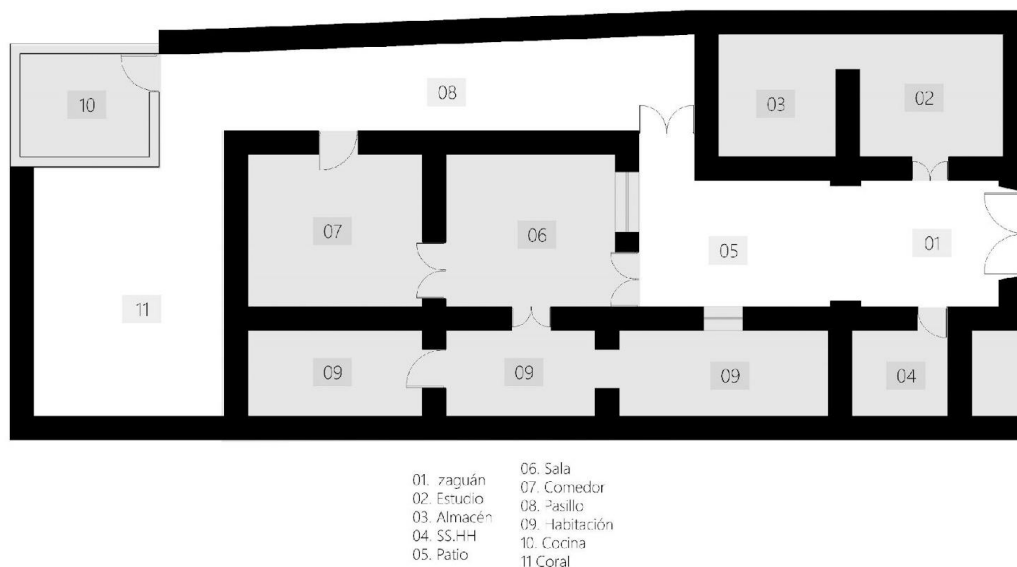 10
08
03
02
07
06
05
01
11
09
09
09
04
01. zaguán
02. Estudio
03. Almacén
04. SS.HH
05. Patio
06. Sala
07. Comedor
08. Pasillo
09. Habitación
10. Cocina
11 Coral